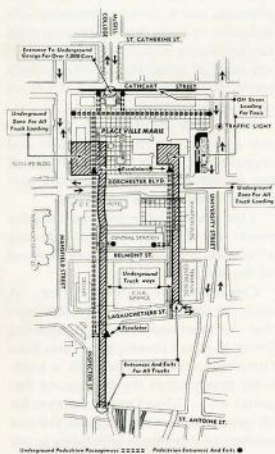 McGILL
COLLEGE
ST. CATHERINE ST.
Entrance To Underground
Garage For Over 1,000 Cars
CATHCART STREET
Off Street
Loading
For Taxis
Underground
Zone For All
Truck Loading
TRAFFIC LIGHT
PLACE VILLE MARIE
Escalators
DORCHESTER BLVD.
Underground
Zone For All
Truck Loading
HOTEL
MANSFIELD STREET
UNIVERSITY STREET
CENTRAL STATION
BELMONT ST.
Underground
Truck ways
C.N.R.
LAGAUCHETIERE ST.
Escalator
INSPECTOR ST.
Entrances And Exits
For All Trucks
ST. ANTOINE ST.
Underground Pedestrian Passageways
Pedestrian Entrances And Exits